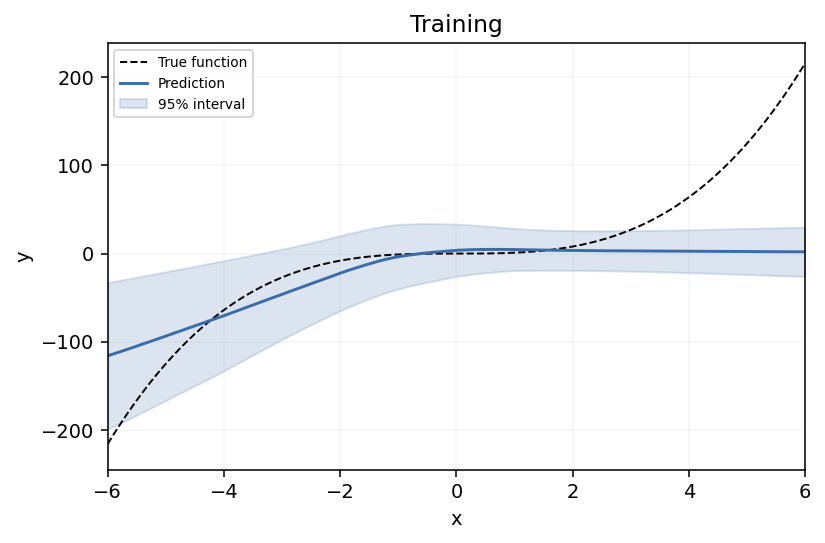 Training
True function
Prediction
95% interval
200
100
0
−100
−200
y
−6
−4
−2
0
2
4
6
x